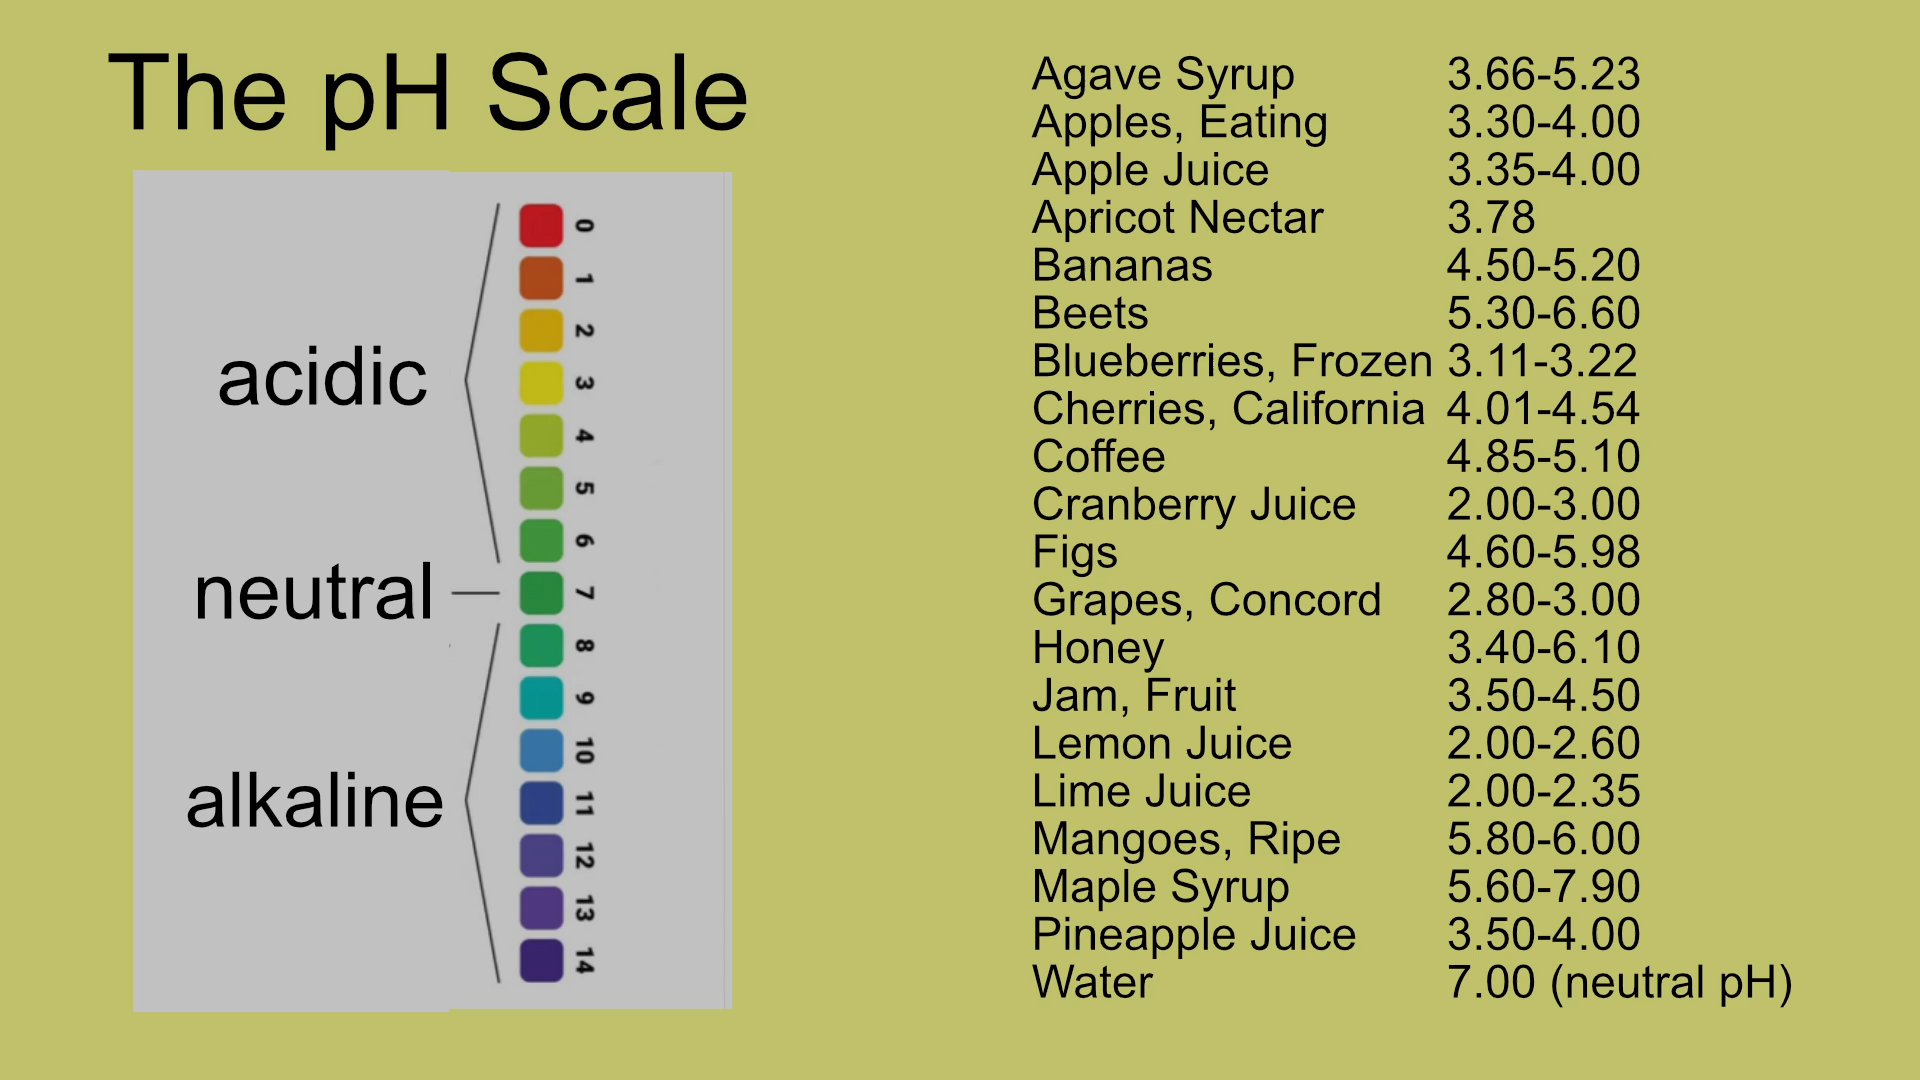 The pH Scale
acidic
neutral
alkaline
0
1
2
3
4
5
6
7
8
9
10
11
12
13
14
Agave Syrup 3.66-5.23
Apples, Eating 3.30-4.00
Apple Juice 3.35-4.00
Apricot Nectar 3.78
Bananas 4.50-5.20
Beets 5.30-6.60
Blueberries, Frozen 3.11-3.22
Cherries, California 4.01-4.54
Coffee 4.85-5.10
Cranberry Juice 2.00-3.00
Figs 4.60-5.98
Grapes, Concord 2.80-3.00
Honey 3.40-6.10
Jam, Fruit 3.50-4.50
Lemon Juice 2.00-2.60
Lime Juice 2.00-2.35
Mangoes, Ripe 5.80-6.00
Maple Syrup 5.60-7.90
Pineapple Juice 3.50-4.00
Water 7.00 (neutral pH)